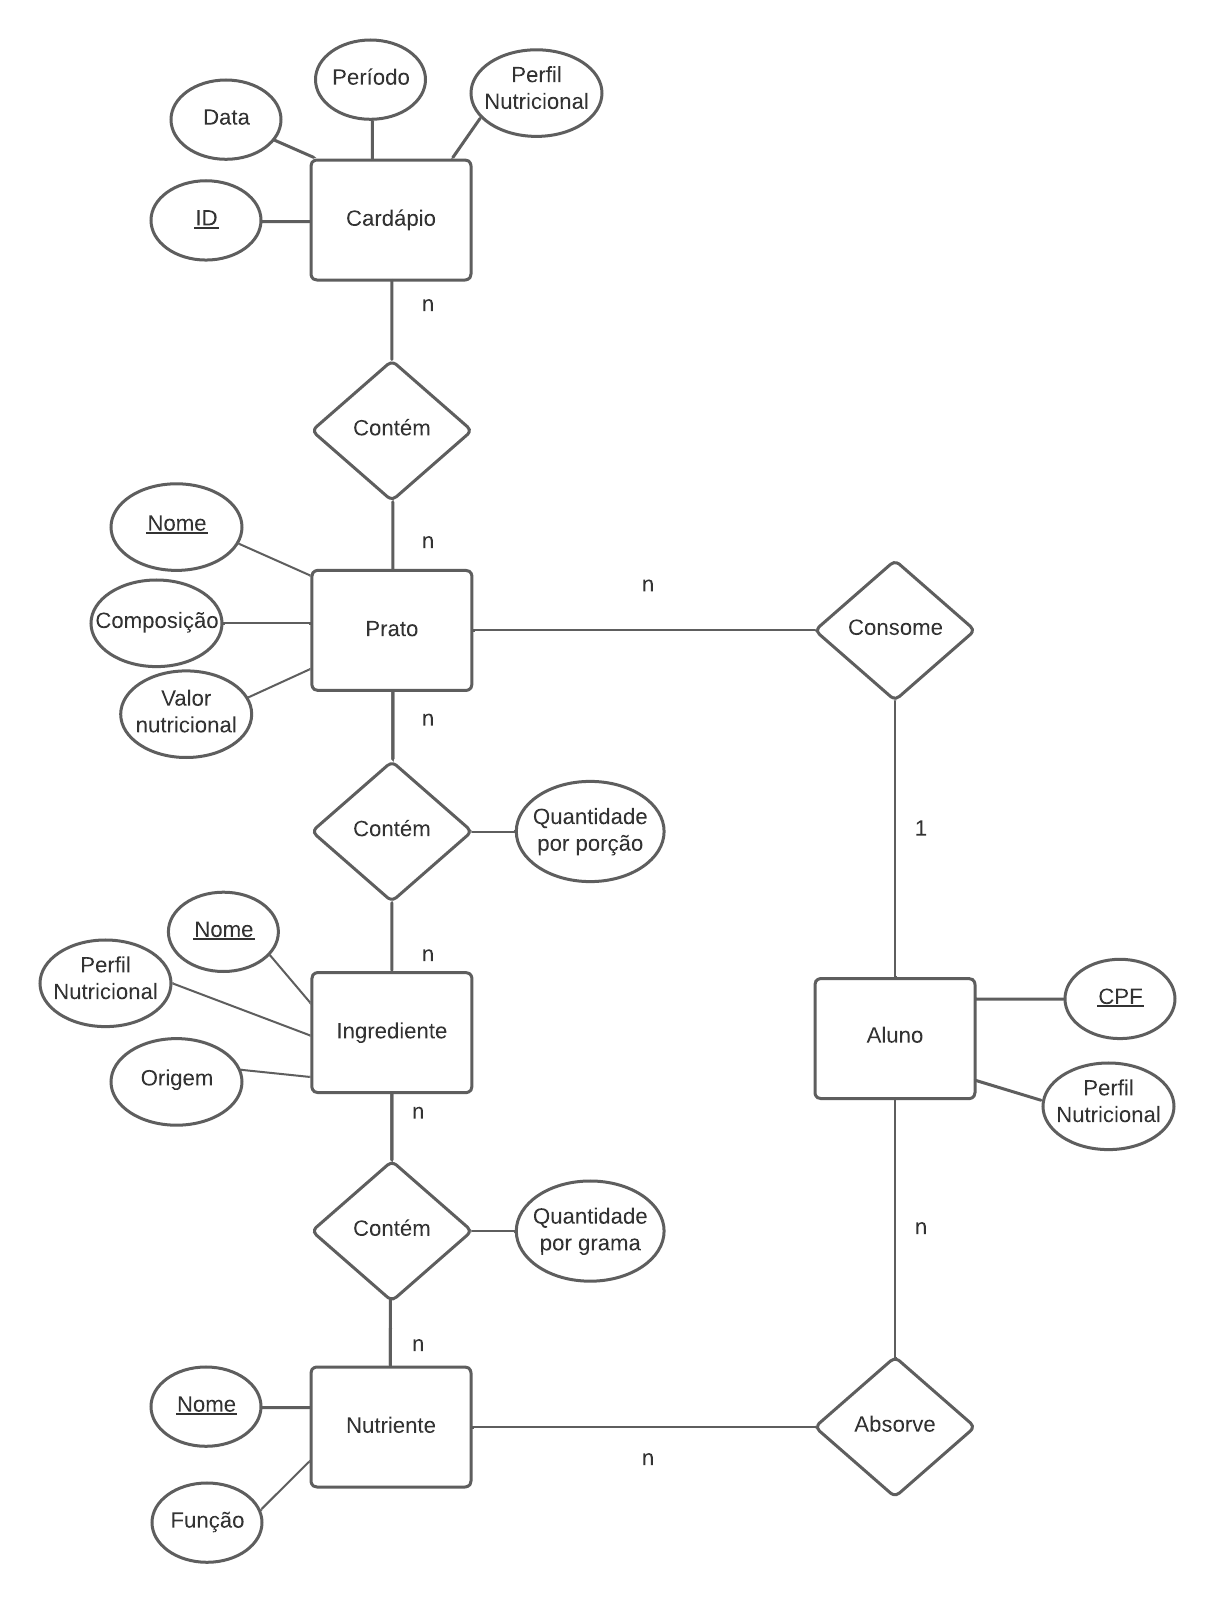 Período
Perfil
Nutricional
Data
ID
Cardápio
n
Contém
Nome
n
n
Composição
Prato
Consome
Valor
nutricional
n
Contém
Quantidade
por porção
1
Nome
n
Perfil
Nutricional
Ingrediente
Origem
CPF
Aluno
Perfil
Nutricional
n
Contém
Quantidade
por grama
n
n
Nome
Nutriente
Absorve
n
Função